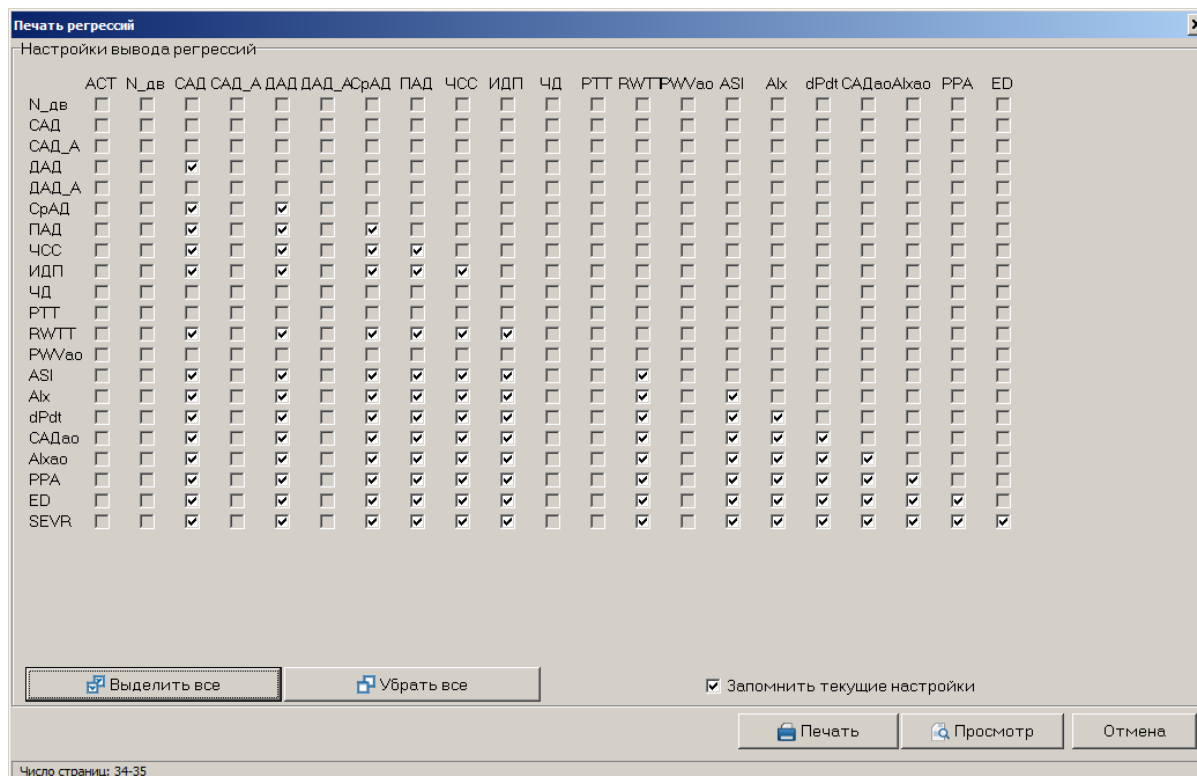 Печать регрессий
Настройки вывода регрессий
АСТ N_дв САД САД_А ДАД ДАД_А СрАД ПАД ЧСС ИДП ЧД РТТ RWTT PWVao ASI AIx dPdt САДао AIxao PPA ED
N_дв
САД
САД_А
ДАД
ДАД_А
СрАД
ПАД
ЧСС
ИДП
ЧД
РТТ
RWTT
PWVao
ASI
AIx
dPdt
САДао
AIxao
PPA
ED
SEVR
Выделить все Убрать все Запомнить текущие настройки
Печать Просмотр Отмена
Число страниц: 34-35